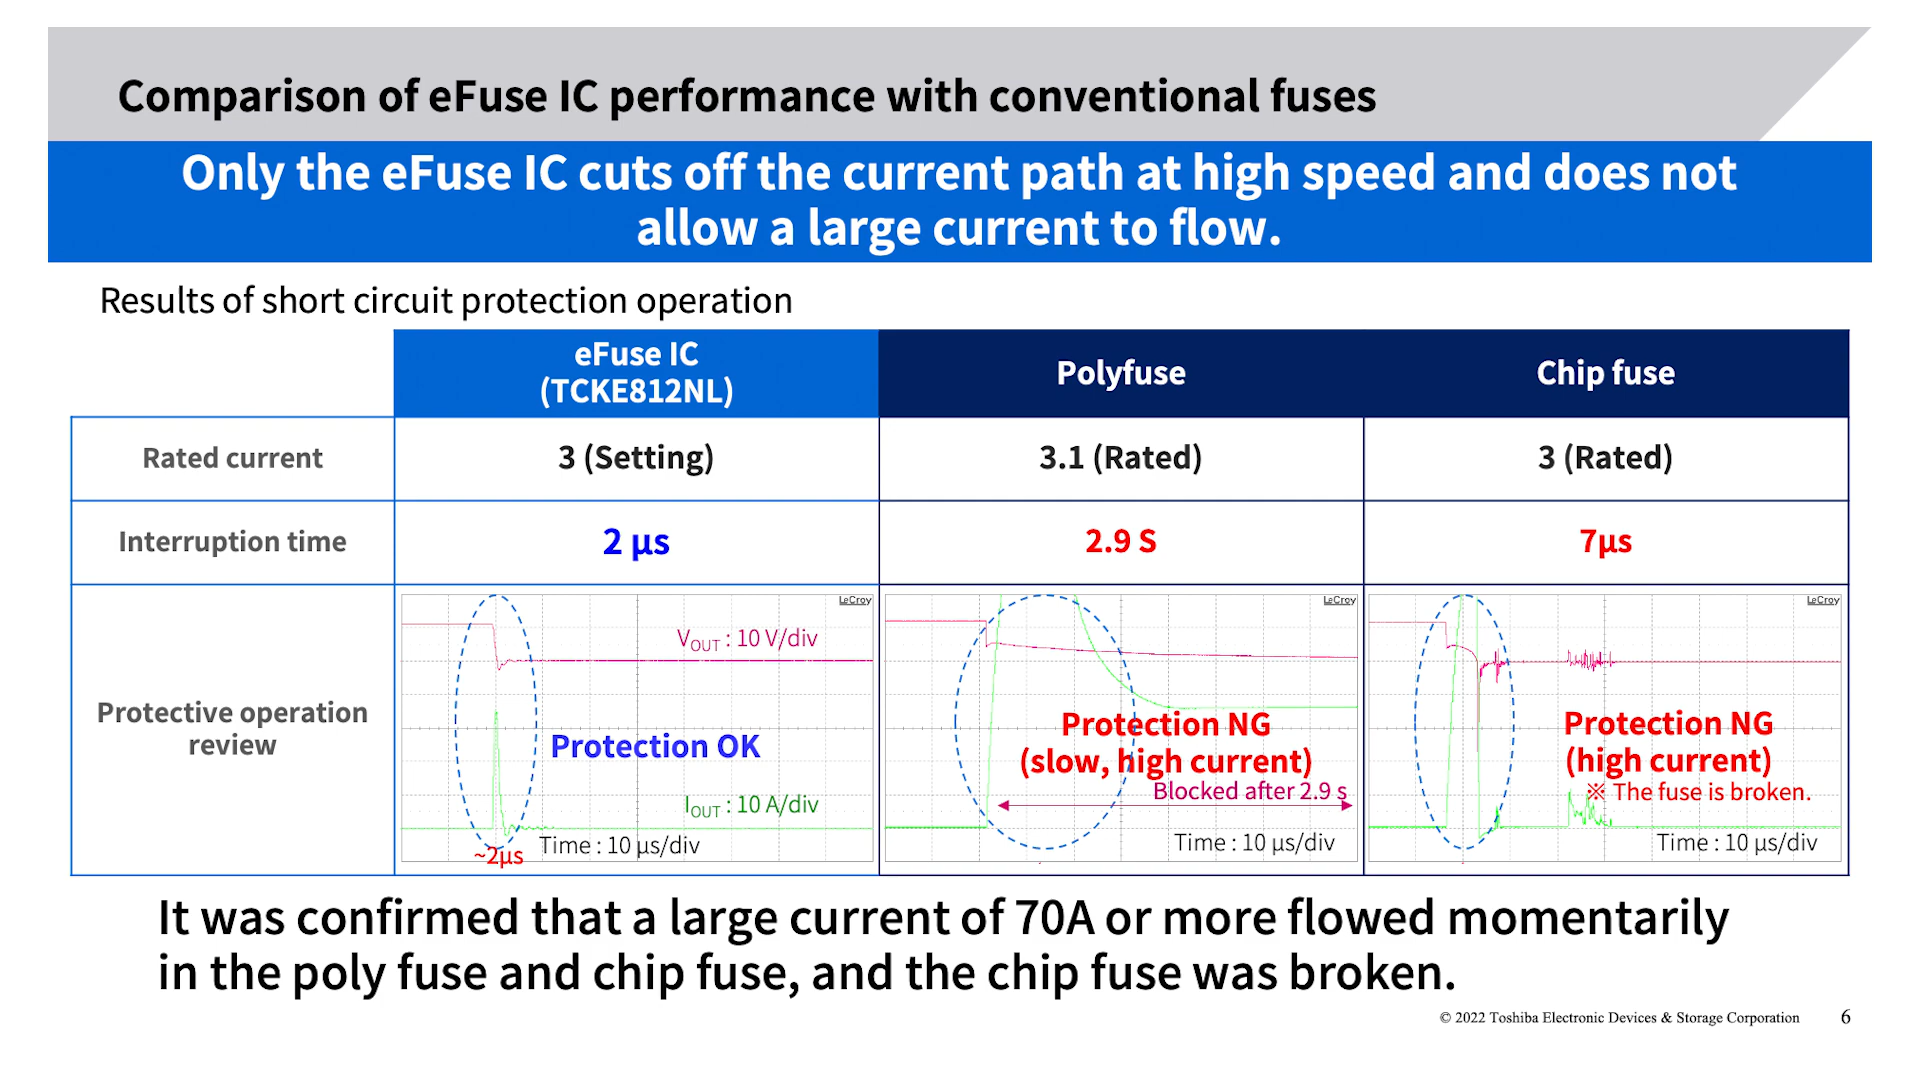 Comparison of eFuse IC performance with conventional fuses
Only the eFuse IC cuts off the current path at high speed and does not
allow a large current to flow.
Results of short circuit protection operation
eFuse IC
(TCKE812NL)
Polyfuse
Chip fuse
Rated current
3 (Setting)
3.1 (Rated)
3 (Rated)
Interruption time
2 μs
2.9 S
7μs
Protective operation
review
LeCroy
VOUT : 10 V/div
Protection OK
IOUT : 10 A/div
Time : 10 μs/div
~2μs
LeCroy
Protection NG
(slow, high current)
Blocked after 2.9 s
Time : 10 μs/div
LeCroy
Protection NG
(high current)
※ The fuse is broken.
Time : 10 μs/div
It was confirmed that a large current of 70A or more flowed momentarily
in the poly fuse and chip fuse, and the chip fuse was broken.
© 2022 Toshiba Electronic Devices & Storage Corporation
6